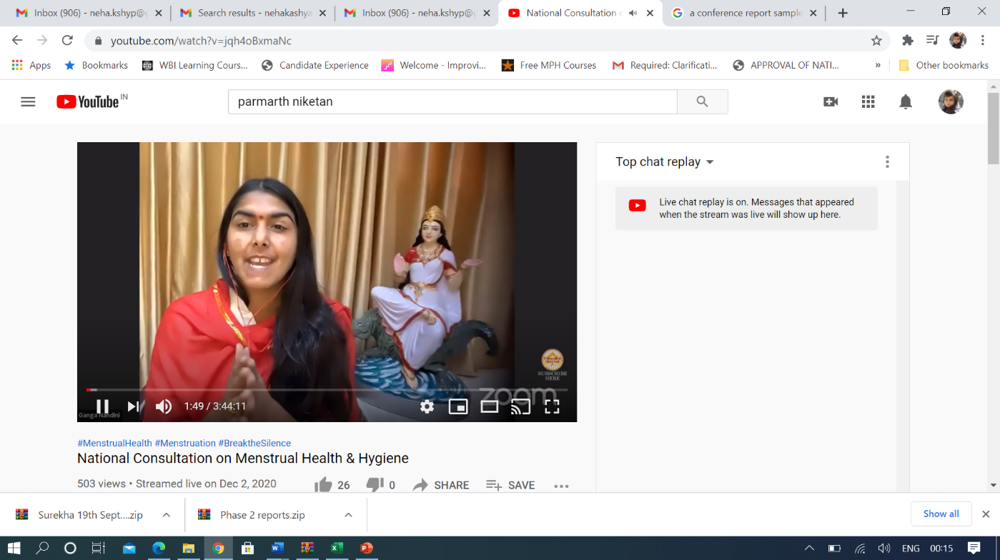 Inbox (906) - neha.kshyp@g
Search results - nehakashya
Inbox (906) - neha.kshyp@g
National Consultation o
a conference report sample
youtube.com/watch?v=jqh4oBxmaNc
Apps
Bookmarks
WBI Learning Cours...
Candidate Experience
Welcome - Improvi...
Free MPH Courses
Required: Clarificati...
APPROVAL OF NATI...
»
Other bookmarks
YouTube IN
parmarth niketan
Top chat replay
Live chat replay is on. Messages that appeared
when the stream was live will show up here.
SUBSCRIBE
HERE
zoom
1:49 / 3:44:11
Ganga Nandini
#MenstrualHealth #Menstruation #BreaktheSilence
National Consultation on Menstrual Health & Hygiene
503 views • Streamed live on Dec 2, 2020
26
0
SHARE
SAVE
Surekha 19th Sept....zip
Phase 2 reports.zip
Show all
ENG
00:15